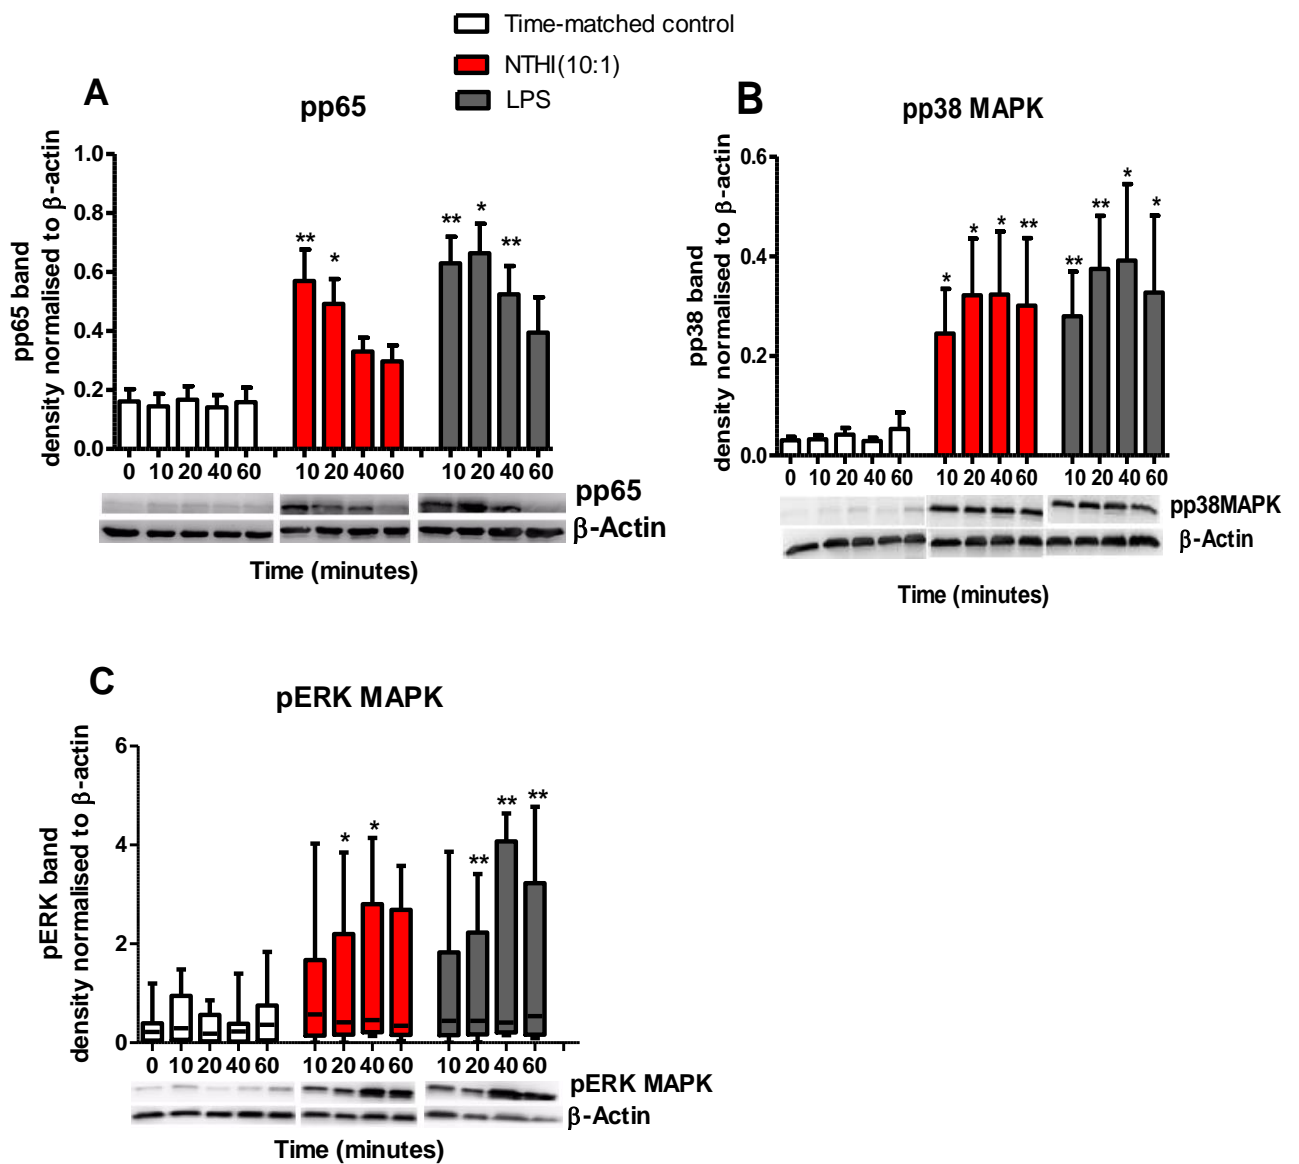 Time-matched control
NTHI(10:1)
LPS
A
pp65
pp65 band
density normalised to β-actin
1.0
0.8
0.6
0.4
0.2
0.0
** * ** * **
0 10 20 40 60 10 20 40 60 10 20 40 60
pp65
β-Actin
Time (minutes)
B
pp38 MAPK
pp38 band
density normalised to β-actin
0.6
0.4
0.2
0.0
* * * ** ** ** * *
0 10 20 40 60 10 20 40 60 10 20 40 60
pp38MAPK
β-Actin
Time (minutes)
C
pERK MAPK
pERK band
density normalised to β-actin
6
4
2
0
* * ** ** **
0 10 20 40 60 10 20 40 60 10 20 40 60
pERK MAPK
β-Actin
Time (minutes)